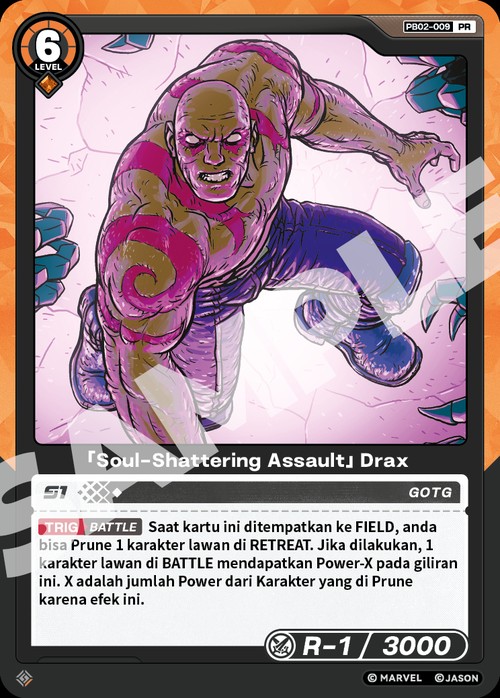 PB02-009 PR
6
LEVEL
SAMPLE
「Soul-Shattering Assault」 Drax
S1
GOTG
TRIG BATTLE Saat kartu ini ditempatkan ke FIELD, anda
bisa Prune 1 karakter lawan di RETREAT. Jika dilakukan, 1
karakter lawan di BATTLE mendapatkan Power-X pada giliran
ini. X adalah jumlah Power dari Karakter yang di Prune
karena efek ini.
R-1 / 3000
© MARVEL ©JASON